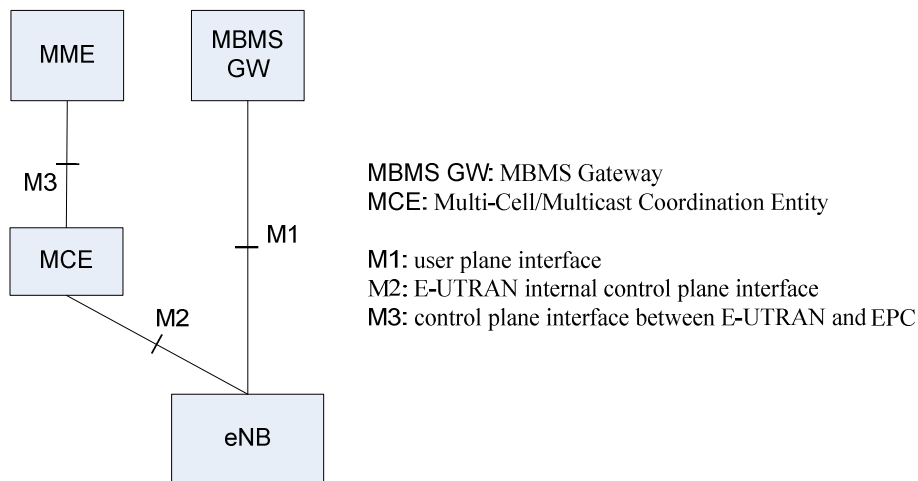 MME
MBMS
GW
M3
M1
MCE
M2
eNB
MBMS GW: MBMS Gateway
MCE: Multi-Cell/Multicast Coordination Entity
M1: user plane interface
M2: E-UTRAN internal control plane interface
M3: control plane interface between E-UTRAN and EPC